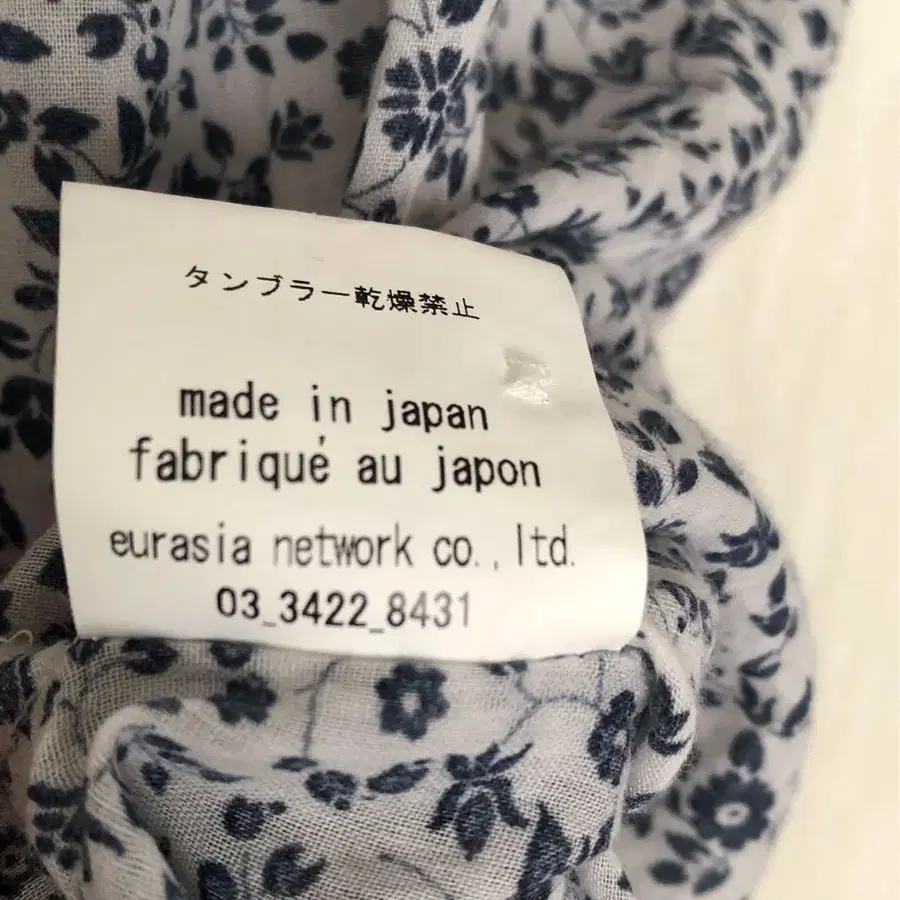 タンブラー乾燥禁止
made in japan
fabriqué au japon
eurasia network co., ltd.
03_3422_8431